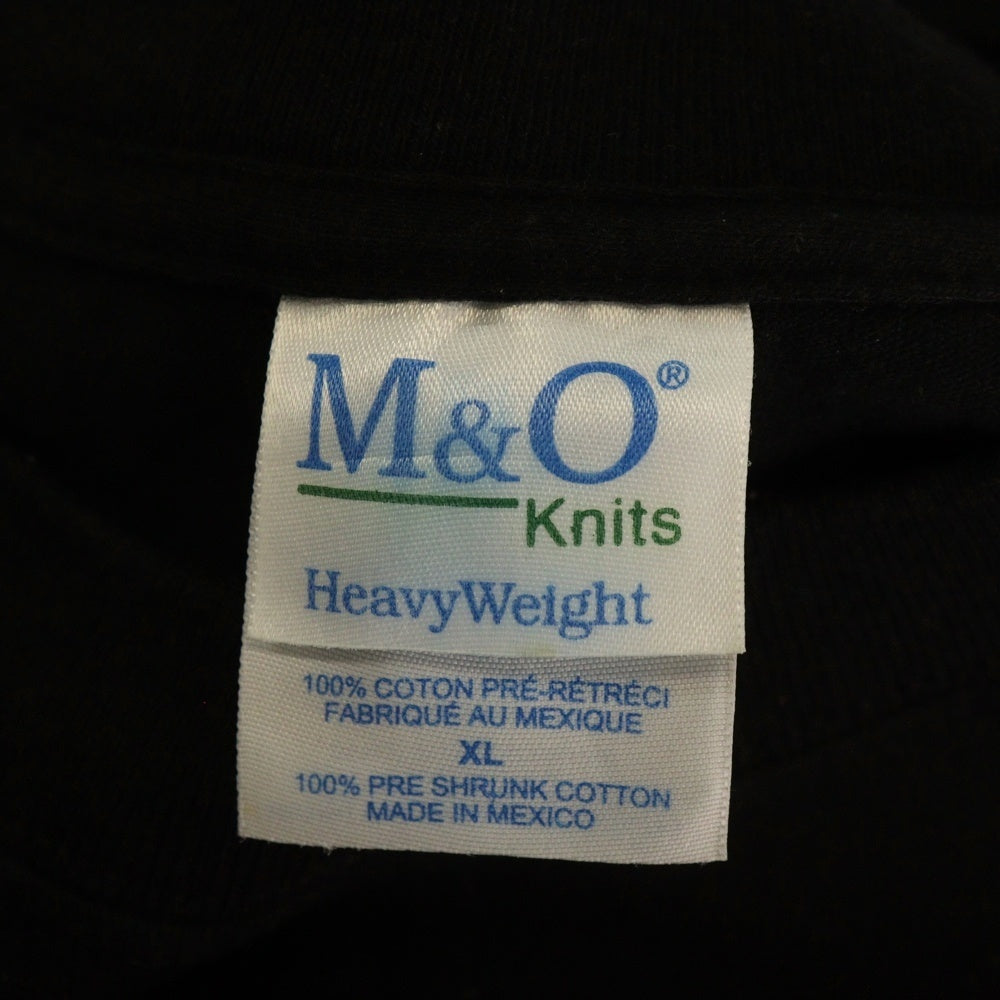 M&O®
Knits
HeavyWeight
100% COTON PRÉ-RÉTRÉCI
FABRIQUÉ AU MEXIQUE
XL
100% PRE SHRUNK COTTON
MADE IN MEXICO